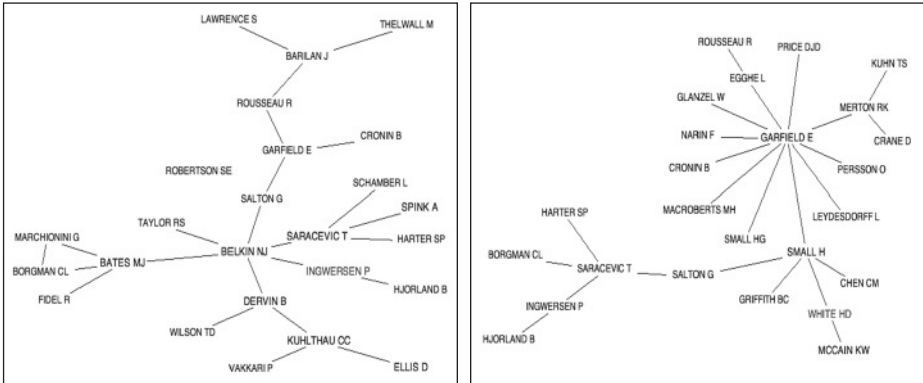 LAWRENCE S
THELWALL M
BARILAN J
ROUSSEAU R
CRONIN B
GARFIELD E
ROBERTSON SE
SCHAMBER L
SALTON G
SPINK A
TAYLOR RS
SARACEVIC T
HARTER SP
MARCHIONINI G
BELKIN NJ
BATES MJ
BORGMAN CL
INGWERSEN P
HJORLAND B
FIDEL R
DERVIN B
WILSON TD
KUHLTHAU CC
VAKKARI P
ELLIS D
ROUSSEAU R
PRICE DJD
KUHN TS
EGGHE L
GLANZEL W
MERTON RK
NARIN F
GARFIELD E
CRANE D
CRONIN B
PERSSON O
MACROBERTS MH
LEYDESDORFF L
HARTER SP
SMALL HG
BORGMAN CL
SMALL H
SARACEVIC T
SALTON G
CHEN CM
GRIFFITH BC
INGWERSEN P
WHITE HD
HJORLAND B
MCCAIN KW